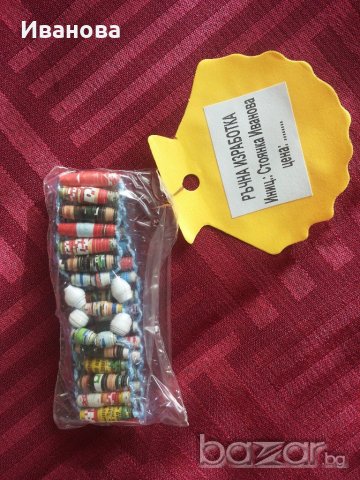 Иванова
РЪЧНА ИЗРАБОТКА
Иниц.: Стоянка Иванова
цена: ........
bazar.bg